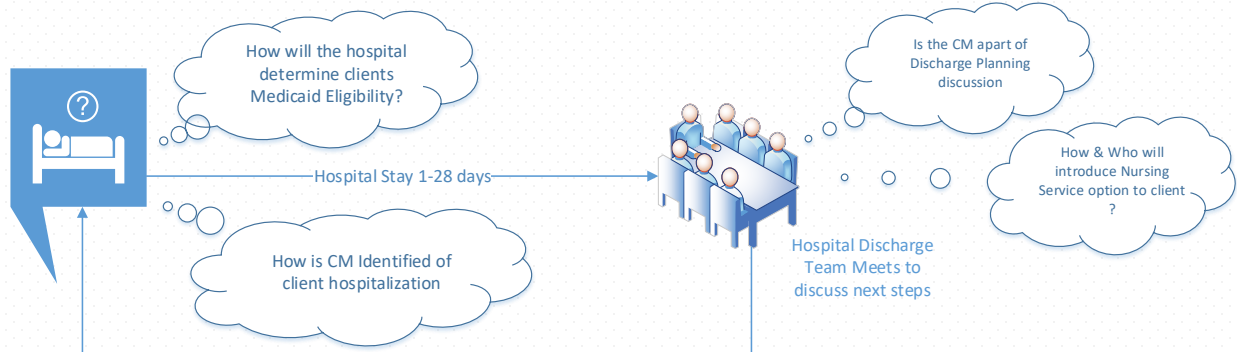 How will the hospital
determine clients
Medicaid Eligibility?
?
Hospital Stay 1-28 days
How is CM Identified of
client hospitalization
Is the CM apart of
Discharge Planning
discussion
How & Who will
introduce Nursing
Service option to client
?
Hospital Discharge
Team Meets to
discuss next steps